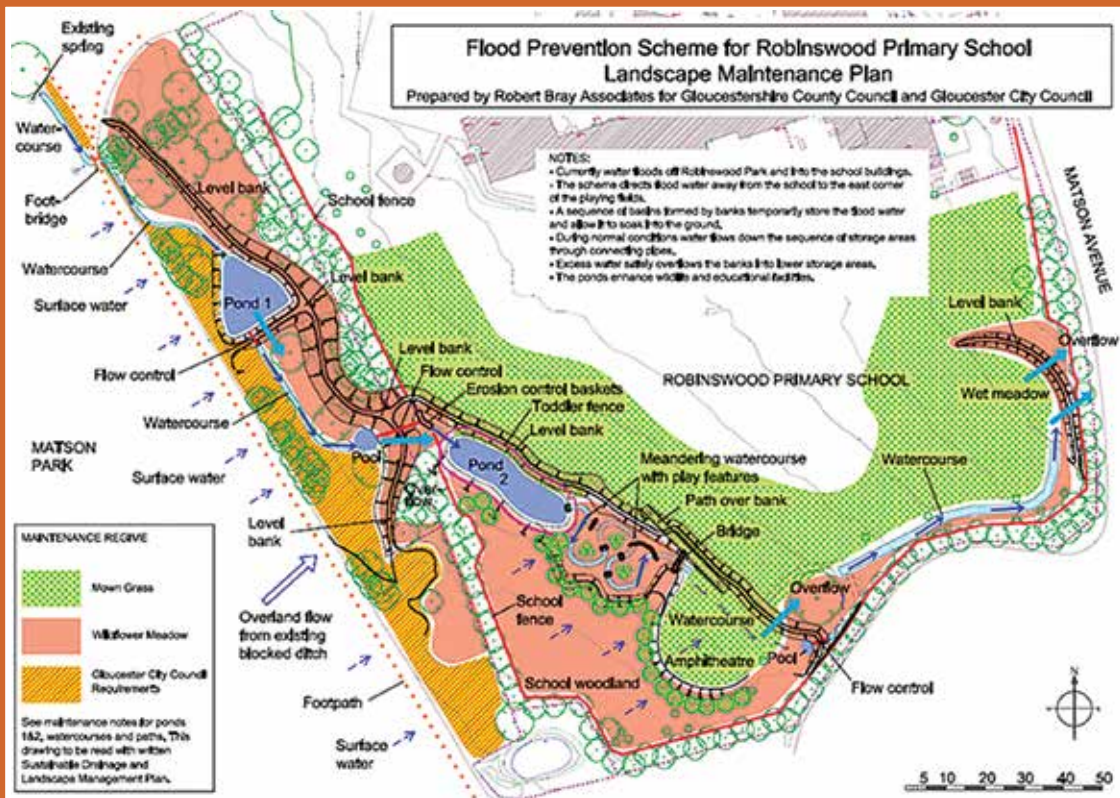 Flood Prevention Scheme for Robinswood Primary School
Landscape Maintenance Plan
Prepared by Robert Bray Associates for Gloucestershire County Council and Gloucester City Council
NOTES:
• Currently water floods off Robinswood Park and into the school buildings.
• The scheme directs flood water away from the school to the east corner
of the playing fields.
• A sequence of basins formed by banks temporarily store the flood water
and allow it to soak into the ground.
• During normal conditions water flows down the sequence of storage areas
through connecting pipes.
• Excess water safely overflows the banks into lower storage areas.
• The ponds enhance wildlife and educational facilities.
Existing
spring
Water-
course
Foot-
bridge
Level bank
School fence
Watercourse
Surface water
Pond 1
Level bank
Flow control
Watercourse
MATSON
PARK
Surface water
Pool
Level bank
Flow control
Erosion control baskets
Toddler fence
Level bank
Pond
2
Over-
flow
Level
bank
Meandering watercourse
with play features
Path over bank
Bridge
ROBINSWOOD PRIMARY SCHOOL
MATSON AVENUE
Level bank
Overflow
Wet meadow
Watercourse
Overflow
Watercourse
Amphitheatre
Pool
Flow control
School
fence
School woodland
Overland flow
from existing
blocked ditch
Footpath
Surface
water
MAINTENANCE REGIME
Mown Grass
Wildflower Meadow
Gloucester City Council
Requirements
See maintenance notes for ponds
1&2, watercourses and paths. This
drawing to be read with written
Sustainable Drainage and
Landscape Management Plan.
N
5 10 20 30 40 50